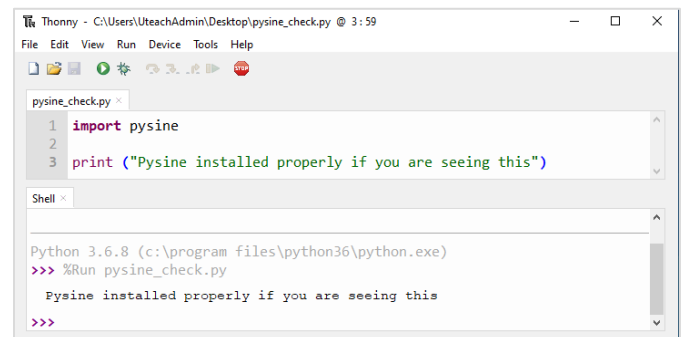 Thonny - C:\Users\UteachAdmin\Desktop\pysine_check.py @ 3:59
File Edit View Run Device Tools Help
STOP
pysine_check.py ×
1 import pysine
2
3 print ("Pysine installed properly if you are seeing this")
Shell ×
Python 3.6.8 (c:\program files\python36\python.exe)
>>> %Run pysine_check.py
Pysine installed properly if you are seeing this
>>>